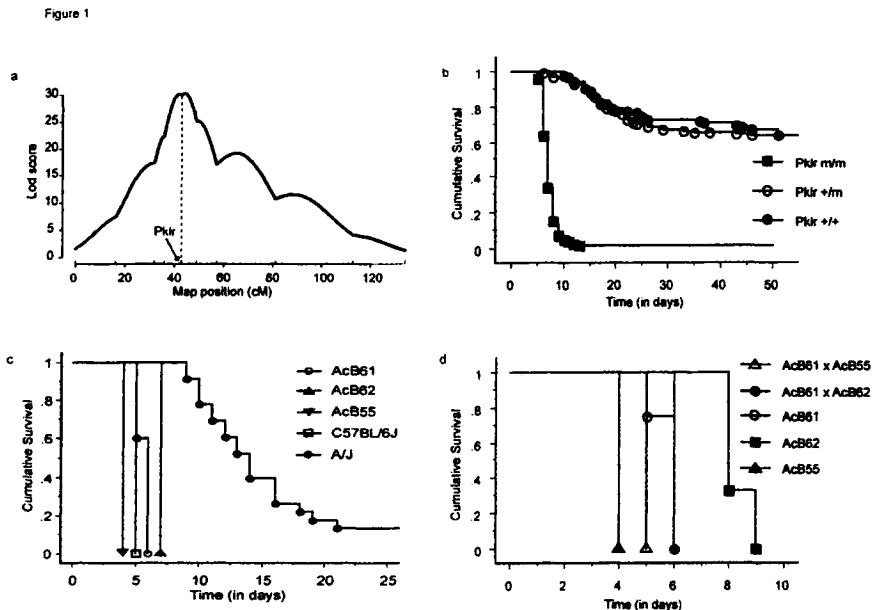 Figure 1
a
30
25
20
15
10
5
0
Lod score
Pklr
0 20 40 60 80 100 120
Map position (cM)
b
1
.8
.6
.4
.2
0
Cumulative Survival
Pklr m/m
Pklr +/m
Pklr +/+
0 10 20 30 40 50
Time (in days)
c
1
.8
.6
.4
.2
0
Cumulative Survival
AcB61
AcB62
AcB55
C57BL/6J
A/J
0 5 10 15 20 25
Time (in days)
d
1
.8
.6
.4
.2
0
Cumulative Survival
AcB61 x AcB55
AcB61 x AcB62
AcB61
AcB62
AcB55
0 2 4 6 8 10
Time (in days)